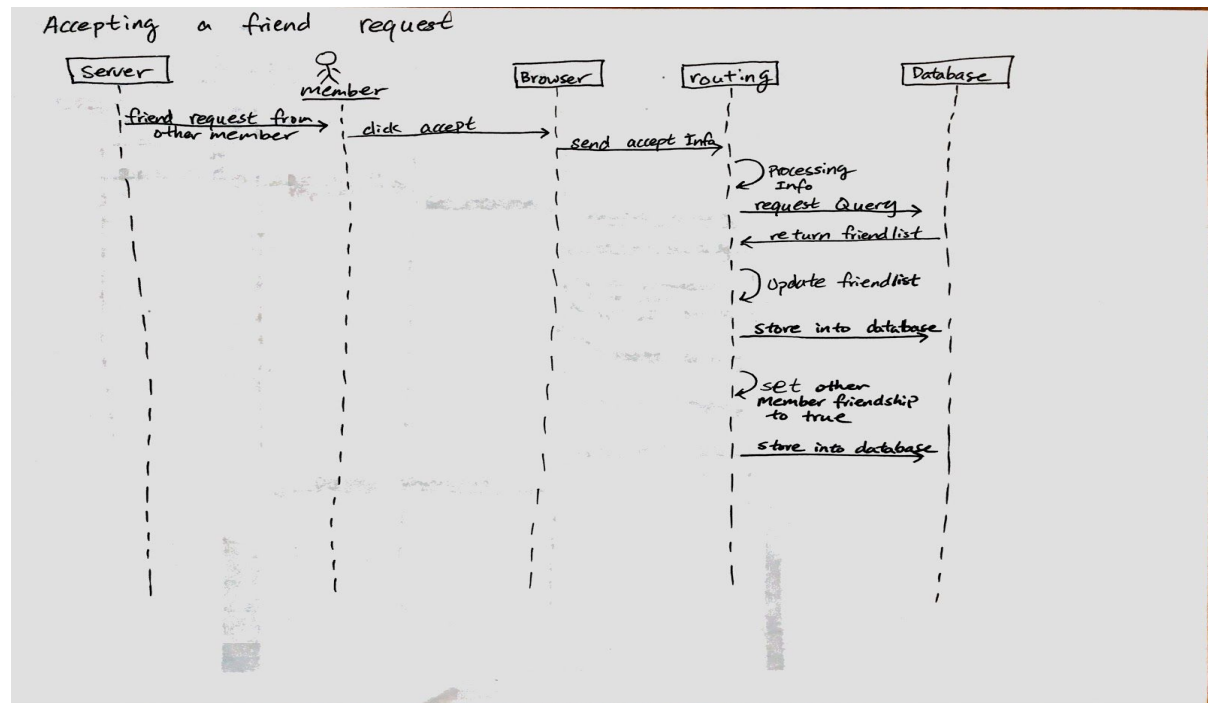 Accepting a friend request
Server
member
Browser
routing
Database
friend request from
other member
click accept
send accept Info
Processing
Info
request Query
return friendlist
Update friendlist
store into database
set other
Member friendship
to true
store into database